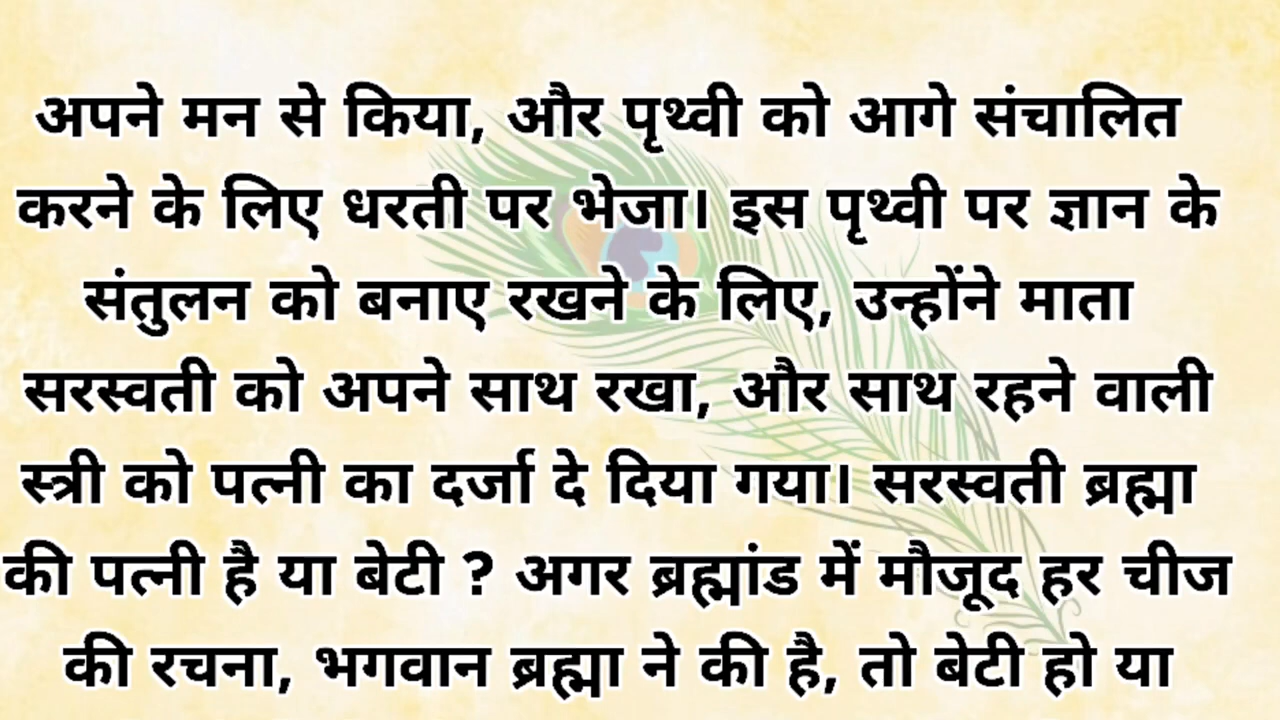 अपने मन से किया, और पृथ्वी को आगे संचालित
करने के लिए धरती पर भेजा। इस पृथ्वी पर ज्ञान के
संतुलन को बनाए रखने के लिए, उन्होंने माता
सरस्वती को अपने साथ रखा, और साथ रहने वाली
स्त्री को पत्नी का दर्जा दे दिया गया। सरस्वती ब्रह्मा
की पत्नी है या बेटी ? अगर ब्रह्मांड में मौजूद हर चीज
की रचना, भगवान ब्रह्मा ने की है, तो बेटी हो या